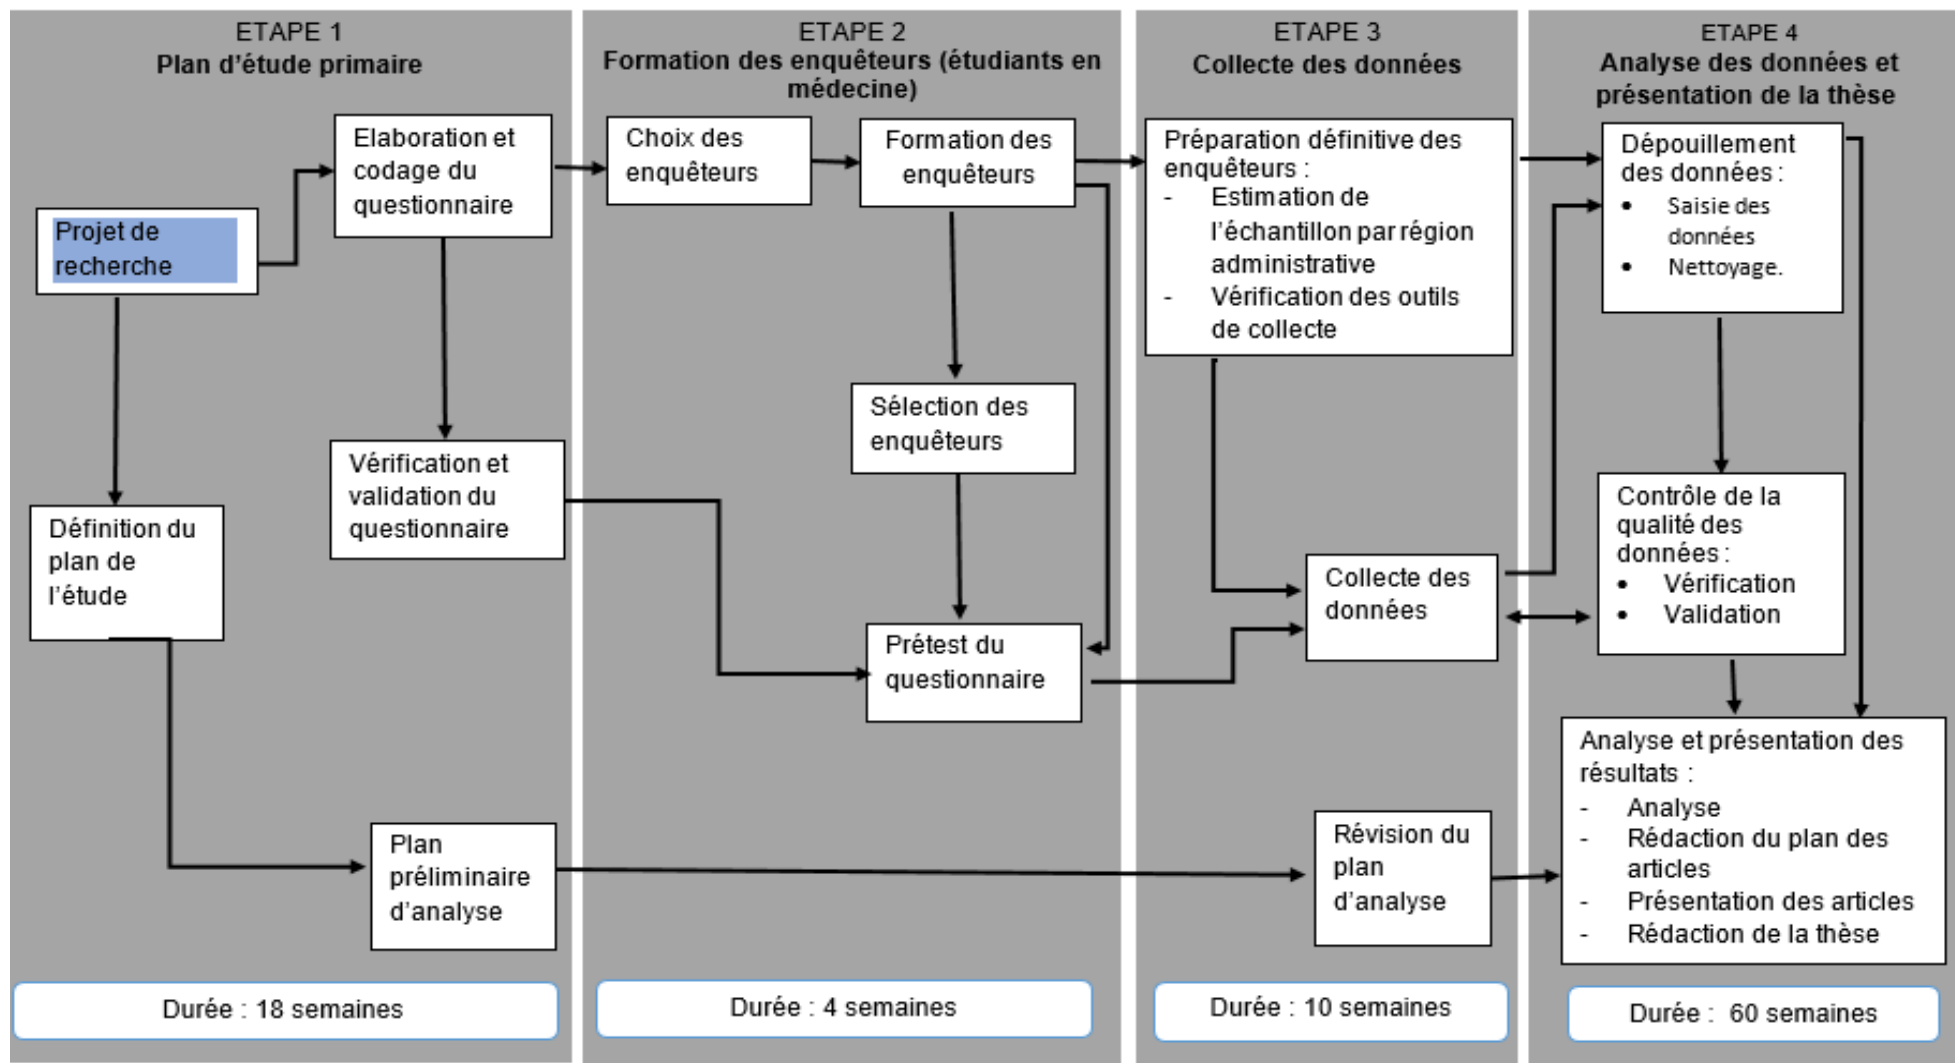 ETAPE 1
Plan d'étude primaire
Elaboration et
codage du
questionnaire
Projet de
recherche
Vérification et
validation du
questionnaire
Définition du
plan de
l'étude
Plan
préliminaire
d'analyse
Durée : 18 semaines
ETAPE 2
Formation des enquêteurs (étudiants en
médecine)
Choix des
enquêteurs
Formation des
enquêteurs
Sélection des
enquêteurs
Prétest du
questionnaire
Durée : 4 semaines
ETAPE 3
Collecte des données
Préparation définitive des
enquêteurs :
- Estimation de
l'échantillon par région
administrative
- Vérification des outils
de collecte
Collecte des
données
Révision du
plan
d'analyse
Durée : 10 semaines
ETAPE 4
Analyse des données et
présentation de la thèse
Dépouillement
des données :
• Saisie des
données
• Nettoyage.
Contrôle de la
qualité des
données :
• Vérification
• Validation
Analyse et présentation des
résultats :
- Analyse
- Rédaction du plan des
articles
- Présentation des articles
- Rédaction de la thèse
Durée : 60 semaines